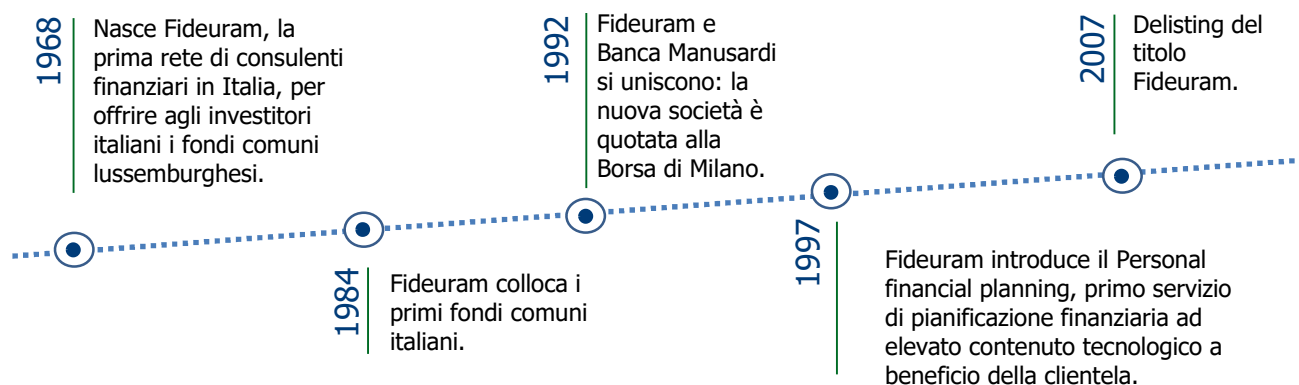 1968
Nasce Fideuram, la
prima rete di consulenti
finanziari in Italia, per
offrire agli investitori
italiani i fondi comuni
lussemburghesi.
1984
Fideuram colloca i
primi fondi comuni
italiani.
1992
Fideuram e
Banca Manusardi
si uniscono: la
nuova società è
quotata alla
Borsa di Milano.
1997
Fideuram introduce il Personal
financial planning, primo servizio
di pianificazione finanziaria ad
elevato contenuto tecnologico a
beneficio della clientela.
2007
Delisting del
titolo
Fideuram.